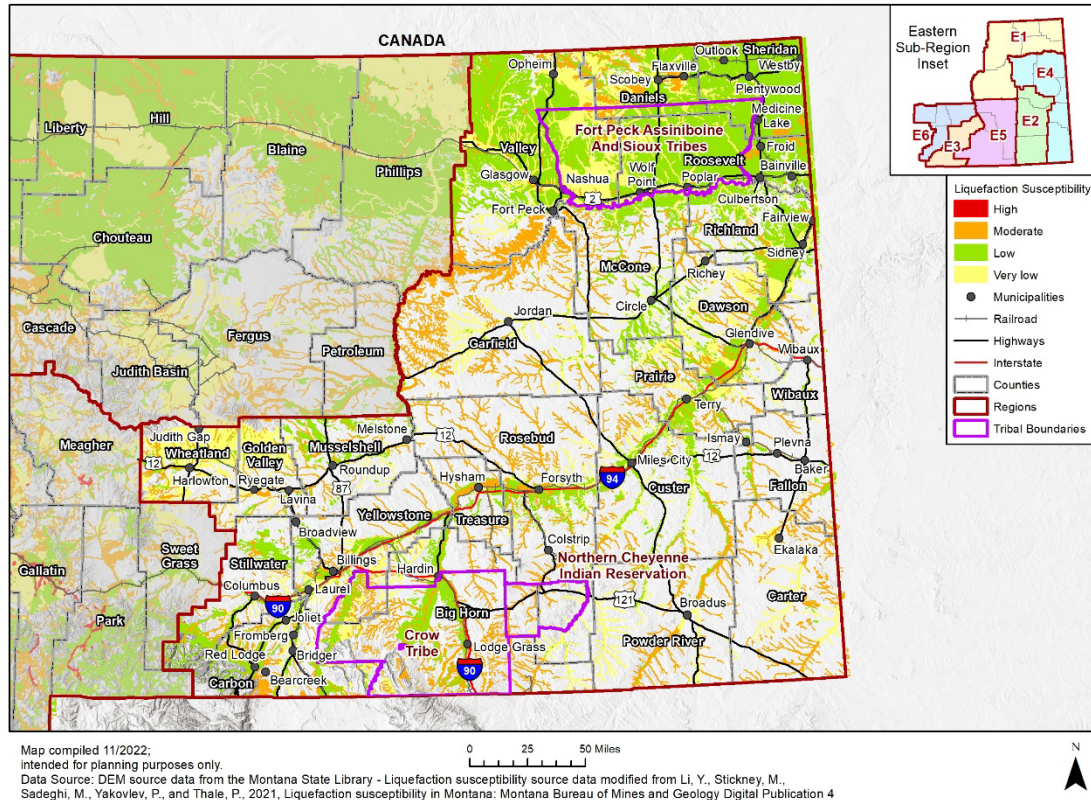 CANADA
Eastern
Sub-Region
Inset
E1
E4
E2
E5
E6
E3
Liquefaction Susceptibility
High
Moderate
Low
Very low
Municipalities
Railroad
Highways
Interstate
Counties
Regions
Tribal Boundaries
Outlook
Sheridan
Opheim
Flaxville
Westby
Scobey
Plentywood
Daniels
Medicine
Lake
Liberty
Hill
Blaine
Phillips
Valley
Fort Peck Assiniboine
And Sioux Tribes
Froid
Roosevelt
Bainville
Glasgow
Nashua
Wolf
Point
Poplar
2
Culbertson
Fort Peck
Fairview
Richland
Chouteau
Sidney
McCone
Richey
Circle
Dawson
Jordan
Cascade
Fergus
Petroleum
Garfield
Glendive
Wibaux
Judith Basin
Prairie
Wibaux
Terry
Meagher
Judith Gap
Wheatland
Golden
Valley
Musselshell
Melstone
12
Rosebud
Ismay
Plevna
12
Harlowton
Ryegate
Roundup
12
Baker
Miles City
87
Hysham
Forsyth
94
Custer
Fallon
Lavina
Yellowstone
Treasure
Broadview
Sweet
Grass
Colstrip
Ekalaka
Gallatin
Stillwater
Billings
Hardin
Northern Cheyenne
Indian Reservation
Columbus
Laurel
90
Big Horn
121
Carter
Park
Joliet
Broadus
Fromberg
Crow
Tribe
Lodge Grass
Powder River
Red Lodge
Bridger
90
Bearcreek
Carbon
Map compiled 11/2022;
intended for planning purposes only.
0 25 50 Miles
N
Data Source: DEM source data from the Montana State Library - Liquefaction susceptibility source data modified from Li, Y., Stickney, M.,
Sadeghi, M., Yakovlev, P., and Thale, P., 2021, Liquefaction susceptibility in Montana: Montana Bureau of Mines and Geology Digital Publication 4